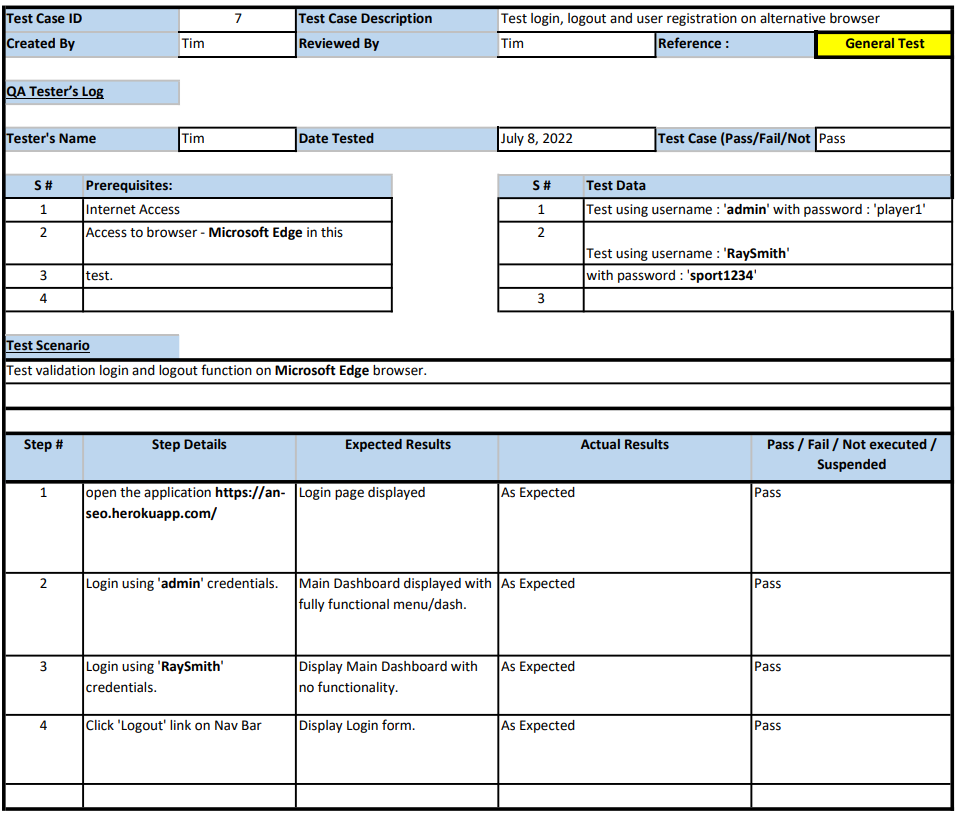 Test Case ID 7 Test Case Description Test login, logout and user registration on alternative browser
Created By Tim Reviewed By Tim Reference : General Test
QA Tester's Log
Tester's Name Tim Date Tested July 8, 2022 Test Case (Pass/Fail/Not Pass
S # Prerequisites: S # Test Data
1 Internet Access 1 Test using username : 'admin' with password : 'player1'
2 Access to browser - Microsoft Edge in this 2
Test using username : 'RaySmith'
3 test. with password : 'sport1234'
4 3
Test Scenario
Test validation login and logout function on Microsoft Edge browser.
Step # Step Details Expected Results Actual Results Pass / Fail / Not executed /
Suspended
1 open the application https://an- Login page displayed As Expected Pass
seo.herokuapp.com/
2 Login using 'admin' credentials. Main Dashboard displayed with As Expected Pass
fully functional menu/dash.
3 Login using 'RaySmith' Display Main Dashboard with As Expected Pass
credentials. no functionality.
4 Click 'Logout' link on Nav Bar Display Login form. As Expected Pass